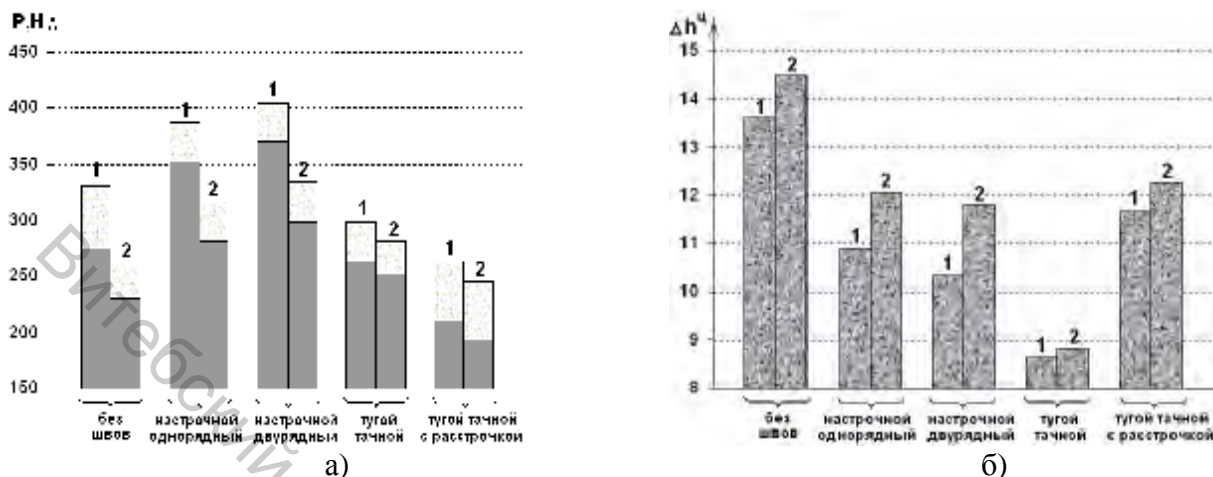 Р.Н
450
400
350
300
250
200
150
1
2
1
2
1
2
1
2
1
2
без
швов
настрочной
однорядный
настрочной
двурядный
тугой
тачной
тугой тачной
с расстрочкой
а)
Δhц
15
14
13
12
11
10
9
8
1
2
1
2
1
2
1
2
1
2
без
швов
настрочной
однорядный
настрочной
двурядный
тугой
тачной
тугой тачной
с расстрочкой
б)
Витебский